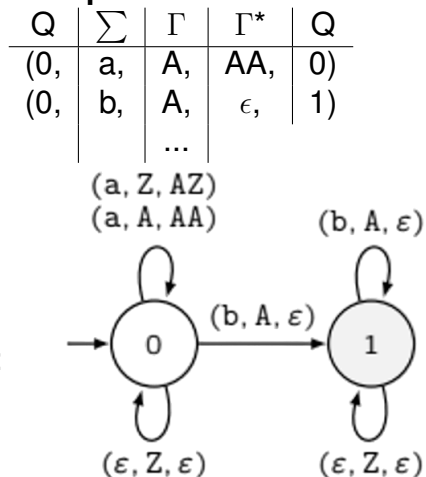 Q ∑ Γ Γ* Q
(0, a, A, AA, 0)
(0, b, A, ϵ, 1)
...
(a, Z, AZ)
(a, A, AA)
(b, A, ε)
(b, A, ε)
0
1
(ε, Z, ε)
(ε, Z, ε)